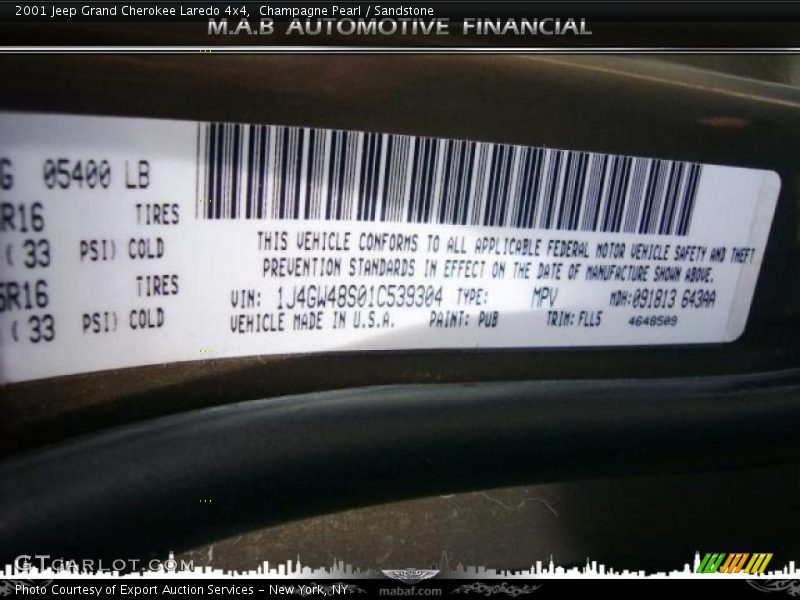 2001 Jeep Grand Cherokee Laredo 4x4,  Champagne Pearl / Sandstone
M.A.B AUTOMOTIVE FINANCIAL
G 05400 LB
R16 TIRES
( 33 PSI) COLD
5R16 TIRES
( 33 PSI) COLD
THIS VEHICLE CONFORMS TO ALL APPLICABLE FEDERAL MOTOR VEHICLE SAFETY AND THEFT
PREVENTION STANDARDS IN EFFECT ON THE DATE OF MANUFACTURE SHOWN ABOVE.
VIN: 1J4GW48S01C539304 TYPE: MPV MDH:091813 643AA
VEHICLE MADE IN U.S.A. PAINT: PUB TRIM: FLL5 4648509
GTCARLOT.COM
Photo Courtesy of Export Auction Services - New York, NY
mabaf.com